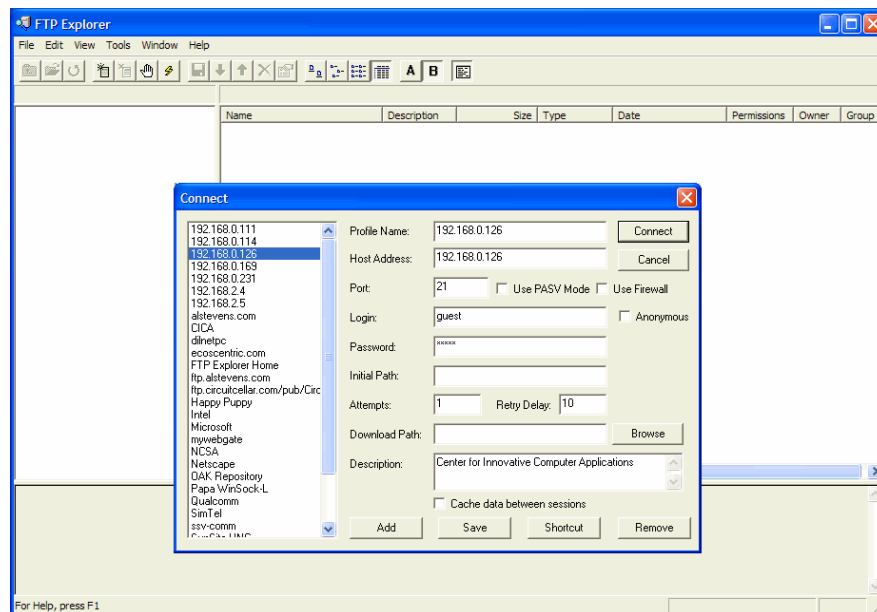 FTP Explorer
File Edit View Tools Window Help
A B
Name Description Size Type Date Permissions Owner Group
Connect
192.168.0.111
192.168.0.114
192.168.0.126
192.168.0.169
192.168.0.231
192.168.2.4
192.168.2.5
alstevens.com
CICA
dilnetpc
ecoscentric.com
FTP Explorer Home
ftp.alstevens.com
ftp.circuitcellar.com/pub/Circ
Happy Puppy
Intel
Microsoft
mywebgate
NCSA
Netscape
OAK Repository
Papa WinSock-L
Qualcomm
SimTel
ssv-comm
SunSite UNC
Profile Name: 192.168.0.126 Connect
Host Address: 192.168.0.126 Cancel
Port: 21 Use PASV Mode Use Firewall
Login: guest Anonymous
Password: xxxxx
Initial Path:
Attempts: 1 Retry Delay: 10
Download Path: Browse
Description: Center for Innovative Computer Applications
Cache data between sessions
Add Save Shortcut Remove
For Help, press F1